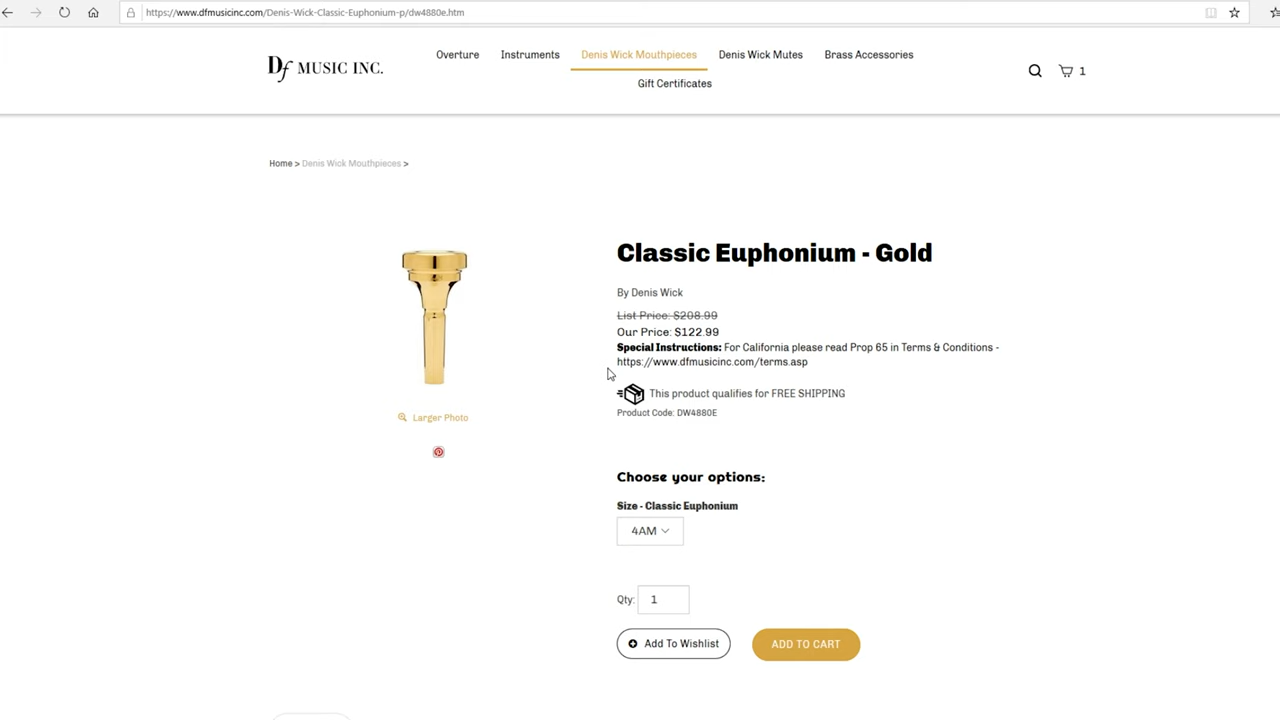 https://www.dfmusicinc.com/Denis-Wick-Classic-Euphonium-p/dw4880e.htm
Df MUSIC INC.
Overture
Instruments
Denis Wick Mouthpieces
Denis Wick Mutes
Brass Accessories
Gift Certificates
1
Home > Denis Wick Mouthpieces >
Classic Euphonium - Gold
By Denis Wick
List Price: $208.99
Our Price: $122.99
Special Instructions: For California please read Prop 65 in Terms & Conditions -
https://www.dfmusicinc.com/terms.asp
This product qualifies for FREE SHIPPING
Product Code: DW4880E
Larger Photo
Choose your options:
Size - Classic Euphonium
4AM
Qty: 1
Add To Wishlist
ADD TO CART